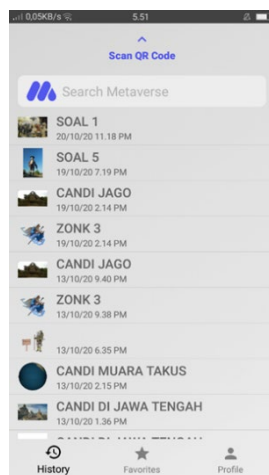 0,05KB/s
5.51
Scan QR Code
Search Metaverse
SOAL 1
20/10/20 11.18 PM
SOAL 5
19/10/20 7.19 PM
CANDI JAGO
19/10/20 2.14 PM
ZONK 3
19/10/20 2.14 PM
CANDI JAGO
13/10/20 9.40 PM
ZONK 3
13/10/20 9.38 PM
13/10/20 6.35 PM
CANDI MUARA TAKUS
13/10/20 2.15 PM
CANDI DI JAWA TENGAH
13/10/20 1.36 PM
History
Favorites
Profile